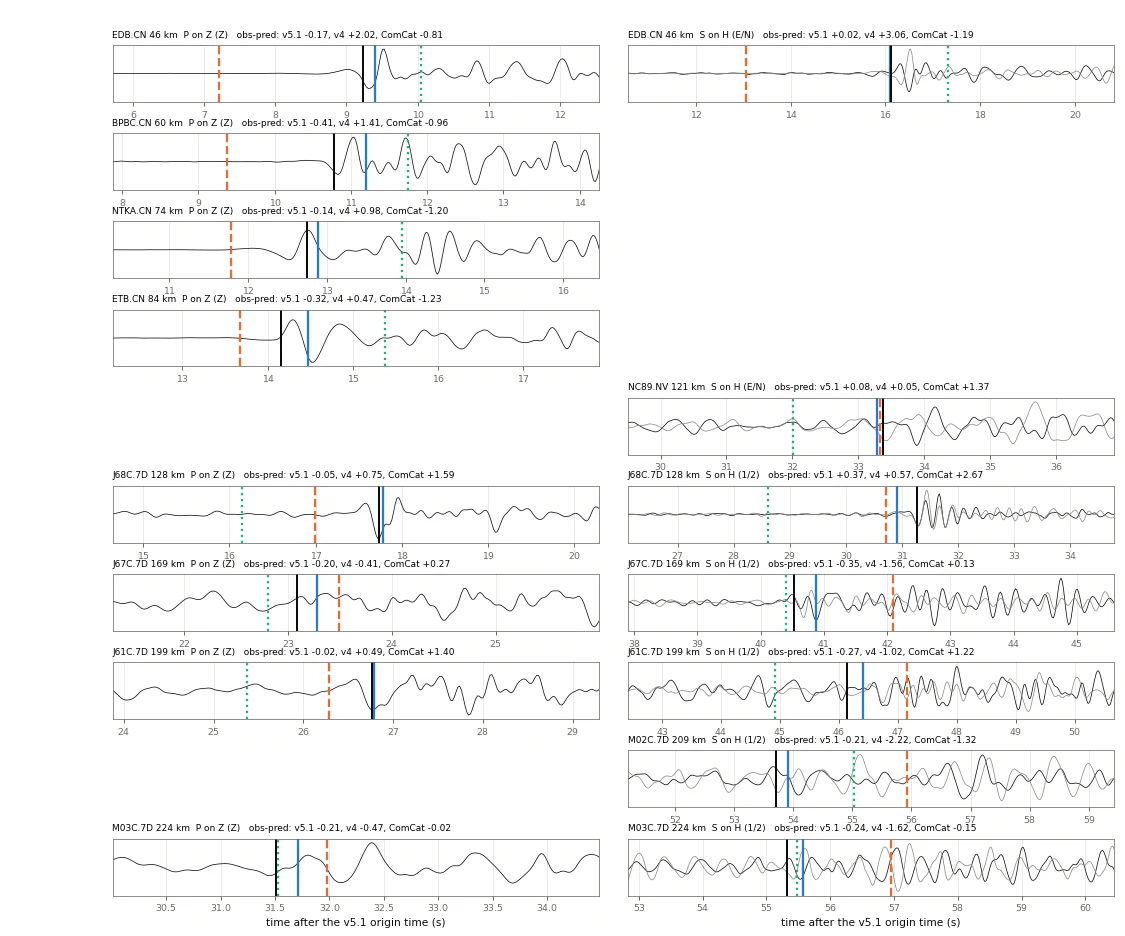 EDB.CN 46 km P on Z (Z) obs-pred: v5.1 -0.17, v4 +2.02, ComCat -0.81
6 7 8 9 10 11 12
EDB.CN 46 km S on H (E/N) obs-pred: v5.1 +0.02, v4 +3.06, ComCat -1.19
12 14 16 18 20
BPBC.CN 60 km P on Z (Z) obs-pred: v5.1 -0.41, v4 +1.41, ComCat -0.96
8 9 10 11 12 13 14
NTKA.CN 74 km P on Z (Z) obs-pred: v5.1 -0.14, v4 +0.98, ComCat -1.20
11 12 13 14 15 16
ETB.CN 84 km P on Z (Z) obs-pred: v5.1 -0.32, v4 +0.47, ComCat -1.23
13 14 15 16 17
NC89.NV 121 km S on H (E/N) obs-pred: v5.1 +0.08, v4 +0.05, ComCat +1.37
30 31 32 33 34 35 36
J68C.7D 128 km P on Z (Z) obs-pred: v5.1 -0.05, v4 +0.75, ComCat +1.59
15 16 17 18 19 20
J68C.7D 128 km S on H (1/2) obs-pred: v5.1 +0.37, v4 +0.57, ComCat +2.67
27 28 29 30 31 32 33 34
J67C.7D 169 km P on Z (Z) obs-pred: v5.1 -0.20, v4 -0.41, ComCat +0.27
22 23 24 25
J67C.7D 169 km S on H (1/2) obs-pred: v5.1 -0.35, v4 -1.56, ComCat +0.13
38 39 40 41 42 43 44 45
J61C.7D 199 km P on Z (Z) obs-pred: v5.1 -0.02, v4 +0.49, ComCat +1.40
24 25 26 27 28 29
J61C.7D 199 km S on H (1/2) obs-pred: v5.1 -0.27, v4 -1.02, ComCat +1.22
43 44 45 46 47 48 49 50
M02C.7D 209 km S on H (1/2) obs-pred: v5.1 -0.21, v4 -2.22, ComCat -1.32
52 53 54 55 56 57 58 59
M03C.7D 224 km P on Z (Z) obs-pred: v5.1 -0.21, v4 -0.47, ComCat -0.02
30.5 31.0 31.5 32.0 32.5 33.0 33.5 34.0
time after the v5.1 origin time (s)
M03C.7D 224 km S on H (1/2) obs-pred: v5.1 -0.24, v4 -1.62, ComCat -0.15
53 54 55 56 57 58 59 60
time after the v5.1 origin time (s)